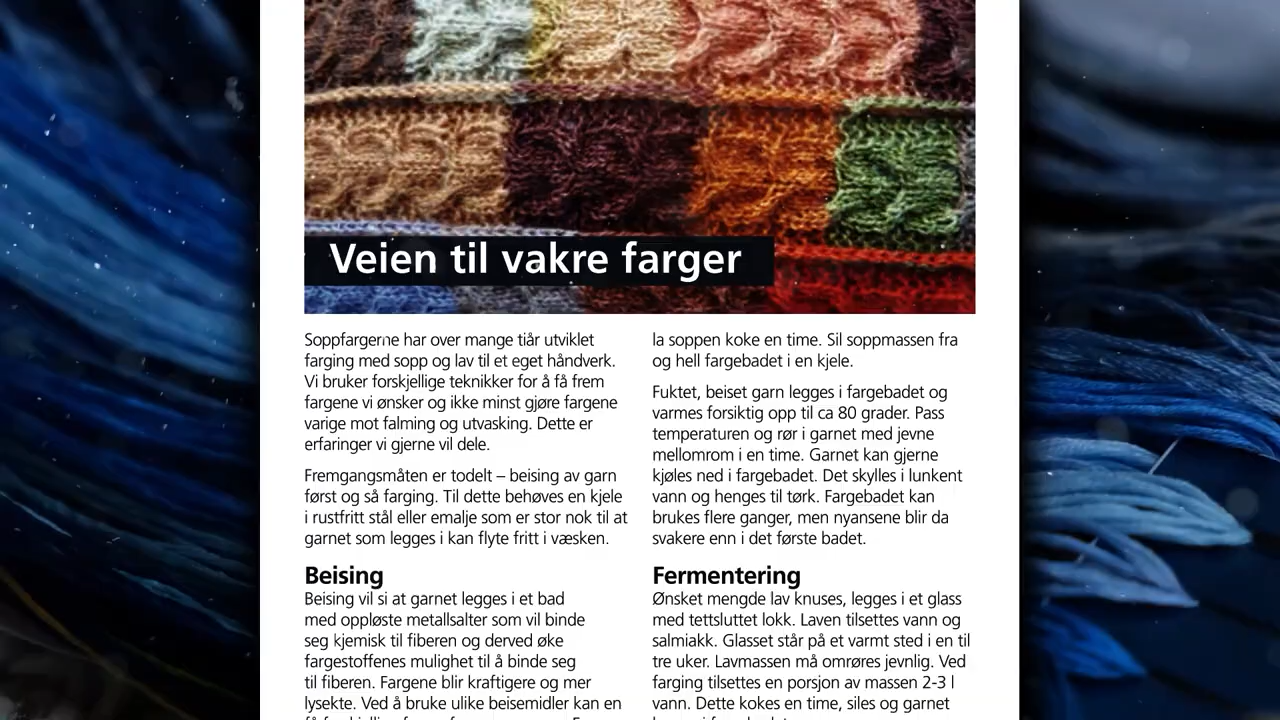 Veien til vakre farger
Soppfargerne har over mange tiår utviklet
farging med sopp og lav til et eget håndverk.
Vi bruker forskjellige teknikker for å få frem
fargene vi ønsker og ikke minst gjøre fargene
varige mot falming og utvasking. Dette er
erfaringer vi gjerne vil dele.
Fremgangsmåten er todelt – beising av garn
først og så farging. Til dette behøves en kjele
i rustfritt stål eller emalje som er stor nok til at
garnet som legges i kan flyte fritt i væsken.
Beising
Beising vil si at garnet legges i et bad
med oppløste metallsalter som vil binde
seg kjemisk til fiberen og derved øke
fargestoffenes mulighet til å binde seg
til fiberen. Fargene blir kraftigere og mer
lysekte. Ved å bruke ulike beisemidler kan en
la soppen koke en time. Sil soppmassen fra
og hell fargebadet i en kjele.
Fuktet, beiset garn legges i fargebadet og
varmes forsiktig opp til ca 80 grader. Pass
temperaturen og rør i garnet med jevne
mellomrom i en time. Garnet kan gjerne
kjøles ned i fargebadet. Det skylles i lunkent
vann og henges til tørk. Fargebadet kan
brukes flere ganger, men nyansene blir da
svakere enn i det første badet.
Fermentering
Ønsket mengde lav knuses, legges i et glass
med tettsluttet lokk. Laven tilsettes vann og
salmiakk. Glasset står på et varmt sted i en til
tre uker. Lavmassen må omrøres jevnlig. Ved
farging tilsettes en porsjon av massen 2-3 l
vann. Dette kokes en time, siles og garnet